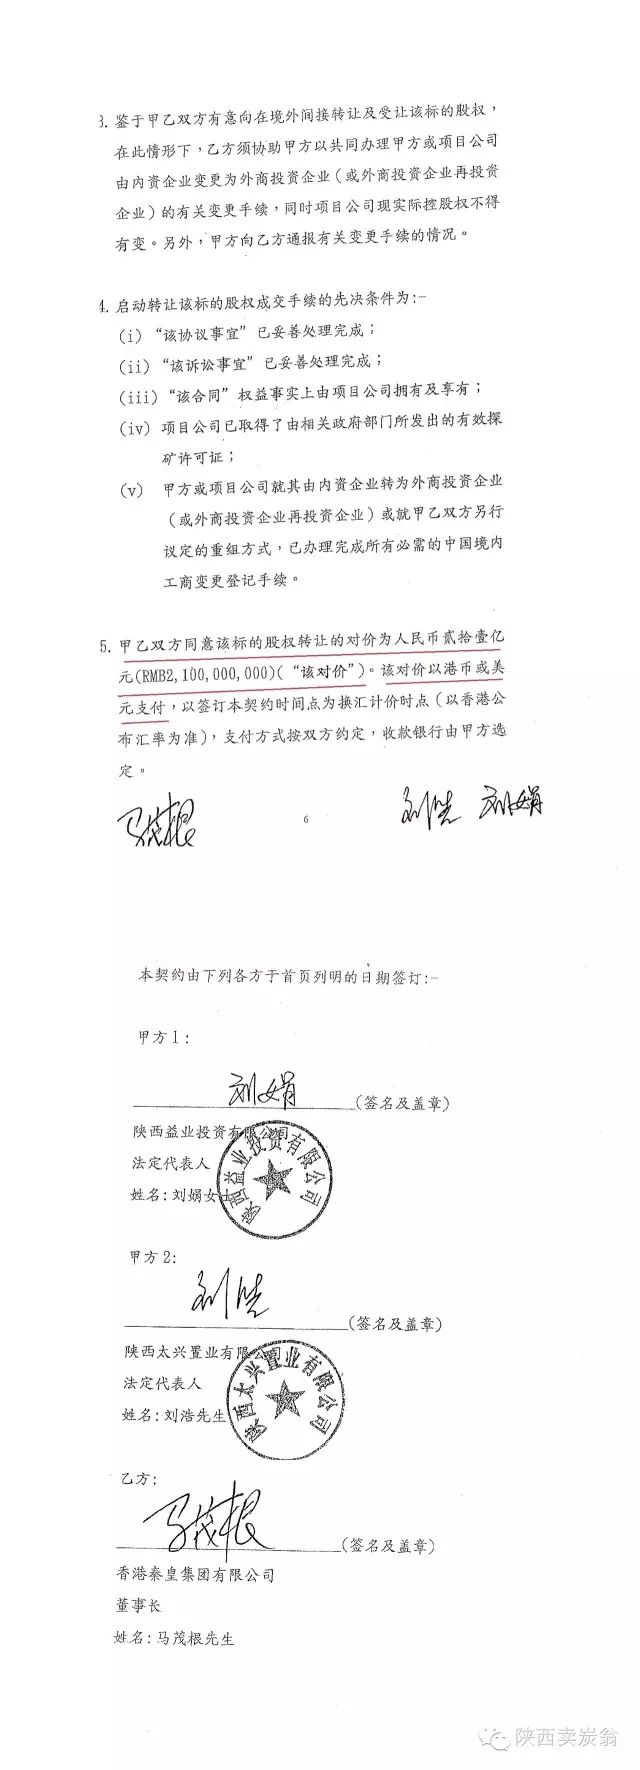 3. 鉴于甲乙双方有意向在境外间接转让及受让该标的股权，
在此情形下，乙方须协助甲方以共同办理甲方或项目公司
由内资企业变更为外商投资企业（或外商投资企业再投资
企业）的有关变更手续，同时项目公司现实际控股权不得
有变。另外，甲方向乙方通报有关变更手续的情况。
4. 启动转让该标的股权成交手续的先决条件为:-
(i) “该协议事宜”已妥善处理完成；
(ii) “该诉讼事宜”已妥善处理完成；
(iii) “该合同”权益事实上由项目公司拥有及享有；
(iv) 项目公司已取得了由相关政府部门所发出的有效探
矿许可证；
(v) 甲方或项目公司就其由内资企业转为外商投资企业
（或外商投资企业再投资企业）或就甲乙双方另行
议定的重组方式，已办理完成所有必需的中国境内
工商变更登记手续。
5. 甲乙双方同意该标的股权转让的对价为人民币贰拾壹亿
元(RMB2,100,000,000)(“该对价”)。该对价以港币或美
元支付，以签订本契约时间点为换汇计价时点（以香港公
布汇率为准），支付方式按双方约定，收款银行由甲方选
定。
马茂根 6 刘浩 刘娟
本契约由下列各方于首页列明的日期签订:-
甲方1:
刘娟
(签名及盖章)
陕西益业投资有限公司
陕西益业投资有限公司
法定代表人
姓名:刘娟女士
甲方2:
刘浩
(签名及盖章)
陕西太兴置业有限公司
陕西太兴置业有限公司
法定代表人
姓名:刘浩先生
乙方:
马茂根
(签名及盖章)
香港秦皇集团有限公司
董事长
姓名:马茂根先生
陕西卖炭翁